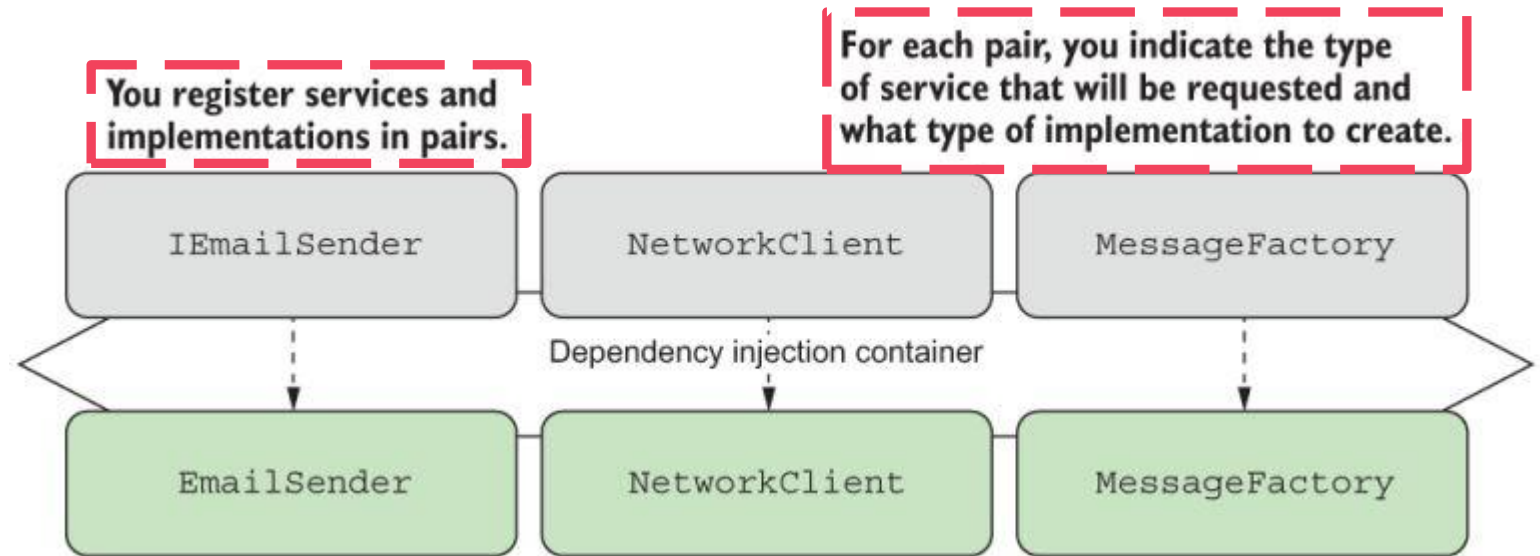 You register services and
implementations in pairs.
For each pair, you indicate the type
of service that will be requested and
what type of implementation to create.
IEmailSender
NetworkClient
MessageFactory
Dependency injection container
EmailSender
NetworkClient
MessageFactory